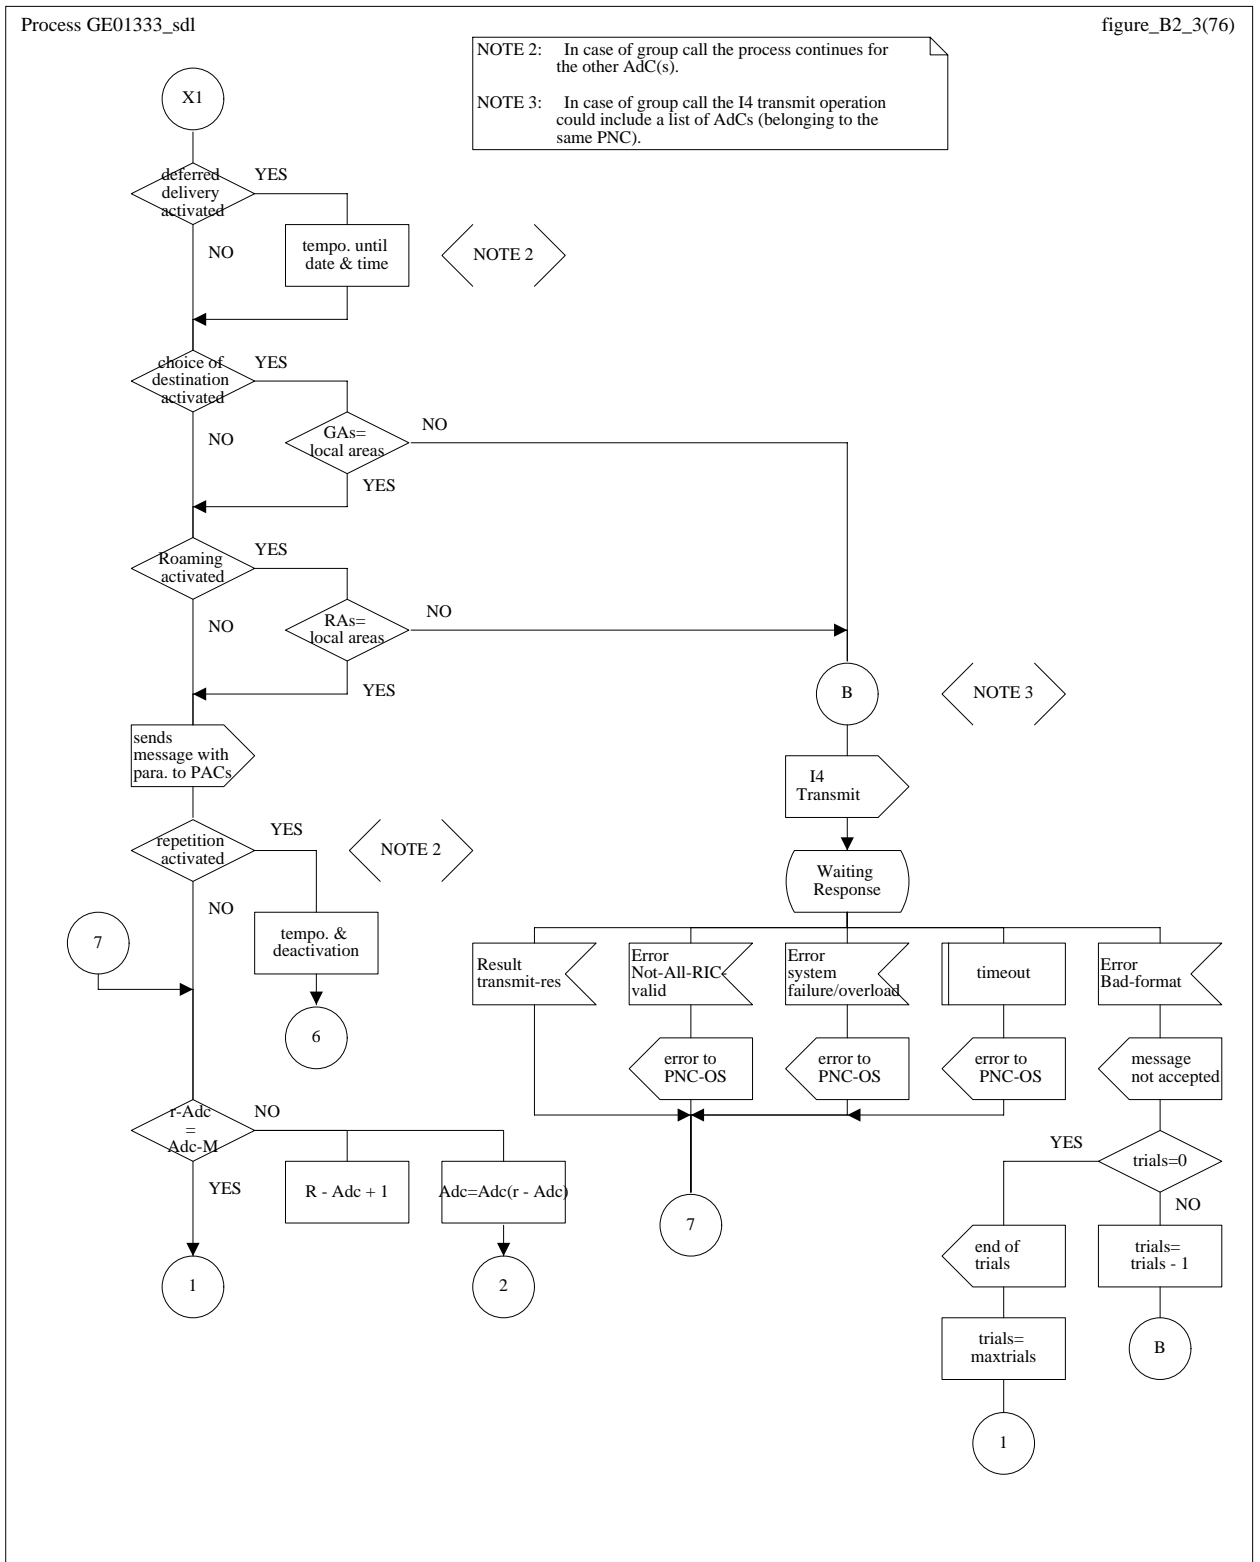 Process GE01333_sdl
figure_B2_3(76)
NOTE 2: In case of group call the process continues for
the other AdC(s).
NOTE 3: In case of group call the I4 transmit operation
could include a list of AdCs (belonging to the
same PNC).
X1
deferred
delivery
activated
YES
NO
tempo. until
date & time
NOTE 2
choice of
destination
activated
YES
NO
GAs=
local areas
NO
YES
Roaming
activated
YES
NO
RAs=
local areas
NO
YES
B
NOTE 3
sends
message with
para. to PACs
I4
Transmit
repetition
activated
YES
NO
NOTE 2
Waiting
Response
7
tempo. &
deactivation
6
Result
transmit-res
Error
Not-All-RIC-
valid
Error
system
failure/overload
timeout
Error
Bad-format
error to
PNC-OS
error to
PNC-OS
error to
PNC-OS
message
not accepted
r-Adc
=
Adc-M
NO
YES
R - Adc + 1
Adc=Adc(r - Adc)
1
2
7
YES
trials=0
NO
end of
trials
trials=
trials - 1
trials=
maxtrials
B
1